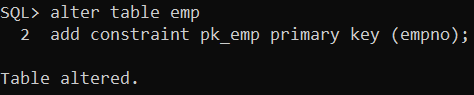 SQL> alter table emp
  2  add constraint pk_emp primary key (empno);
Table altered.